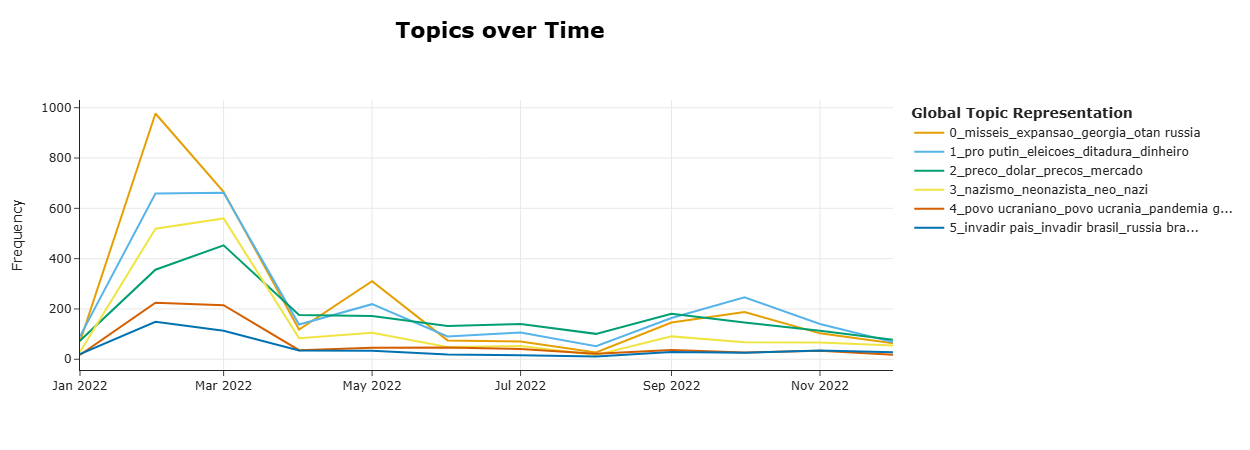 Topics over Time
Global Topic Representation
0_misseis_expansao_georgia_otan russia
1_pro putin_eleicoes_ditadura_dinheiro
2_preco_dolar_precos_mercado
3_nazismo_neonazista_neo_nazi
4_povo ucraniano_povo ucrania_pandemia g...
5_invadir pais_invadir brasil_russia bra...
Frequency
1000
800
600
400
200
0
Jan 2022 Mar 2022 May 2022 Jul 2022 Sep 2022 Nov 2022